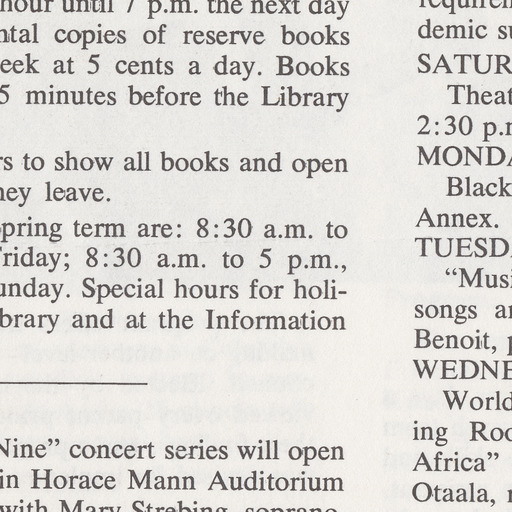 hour until 7 p.m. the next day
ntal copies of reserve books
eek at 5 cents a day. Books
5 minutes before the Library
rs to show all books and open
hey leave.
pring term are: 8:30 a.m. to
riday; 8:30 a.m. to 5 p.m.,
unday. Special hours for holi-
brary and at the Information
Nine” concert series will open
in Horace Mann Auditorium
with Mary Strebing, soprano,
requirem
demic su
SATUR
Theat
2:30 p.m
MONDA
Black
Annex.
TUESDA
“Musi
songs an
Benoit, p
WEDNE
World
ing Roo
Africa”
Otaala, r